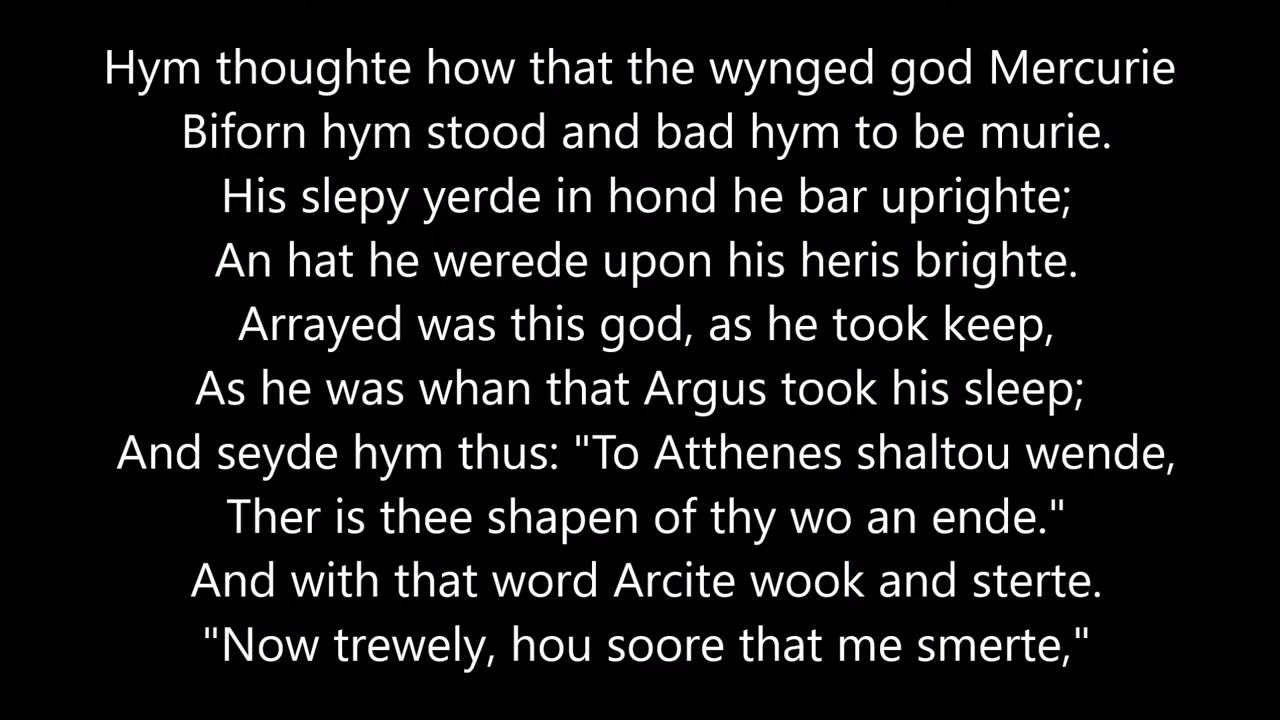 Hym thoughte how that the wynged god Mercurie
Biforn hym stood and bad hym to be murie.
His slepy yerde in hond he bar uprighte;
An hat he werede upon his heris brighte.
Arrayed was this god, as he took keep,
As he was whan that Argus took his sleep;
And seyde hym thus: "To Atthenes shaltou wende,
Ther is thee shapen of thy wo an ende."
And with that word Arcite wook and sterte.
"Now trewely, hou soore that me smerte,"